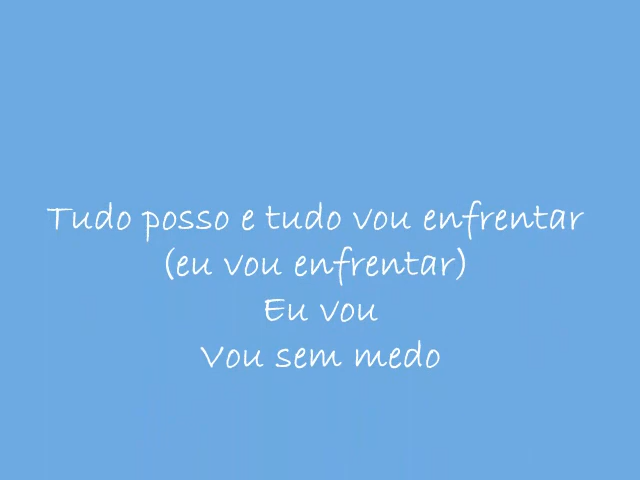 Tudo posso e tudo vou enfrentar
(eu vou enfrentar)
Eu vou
Vou sem medo